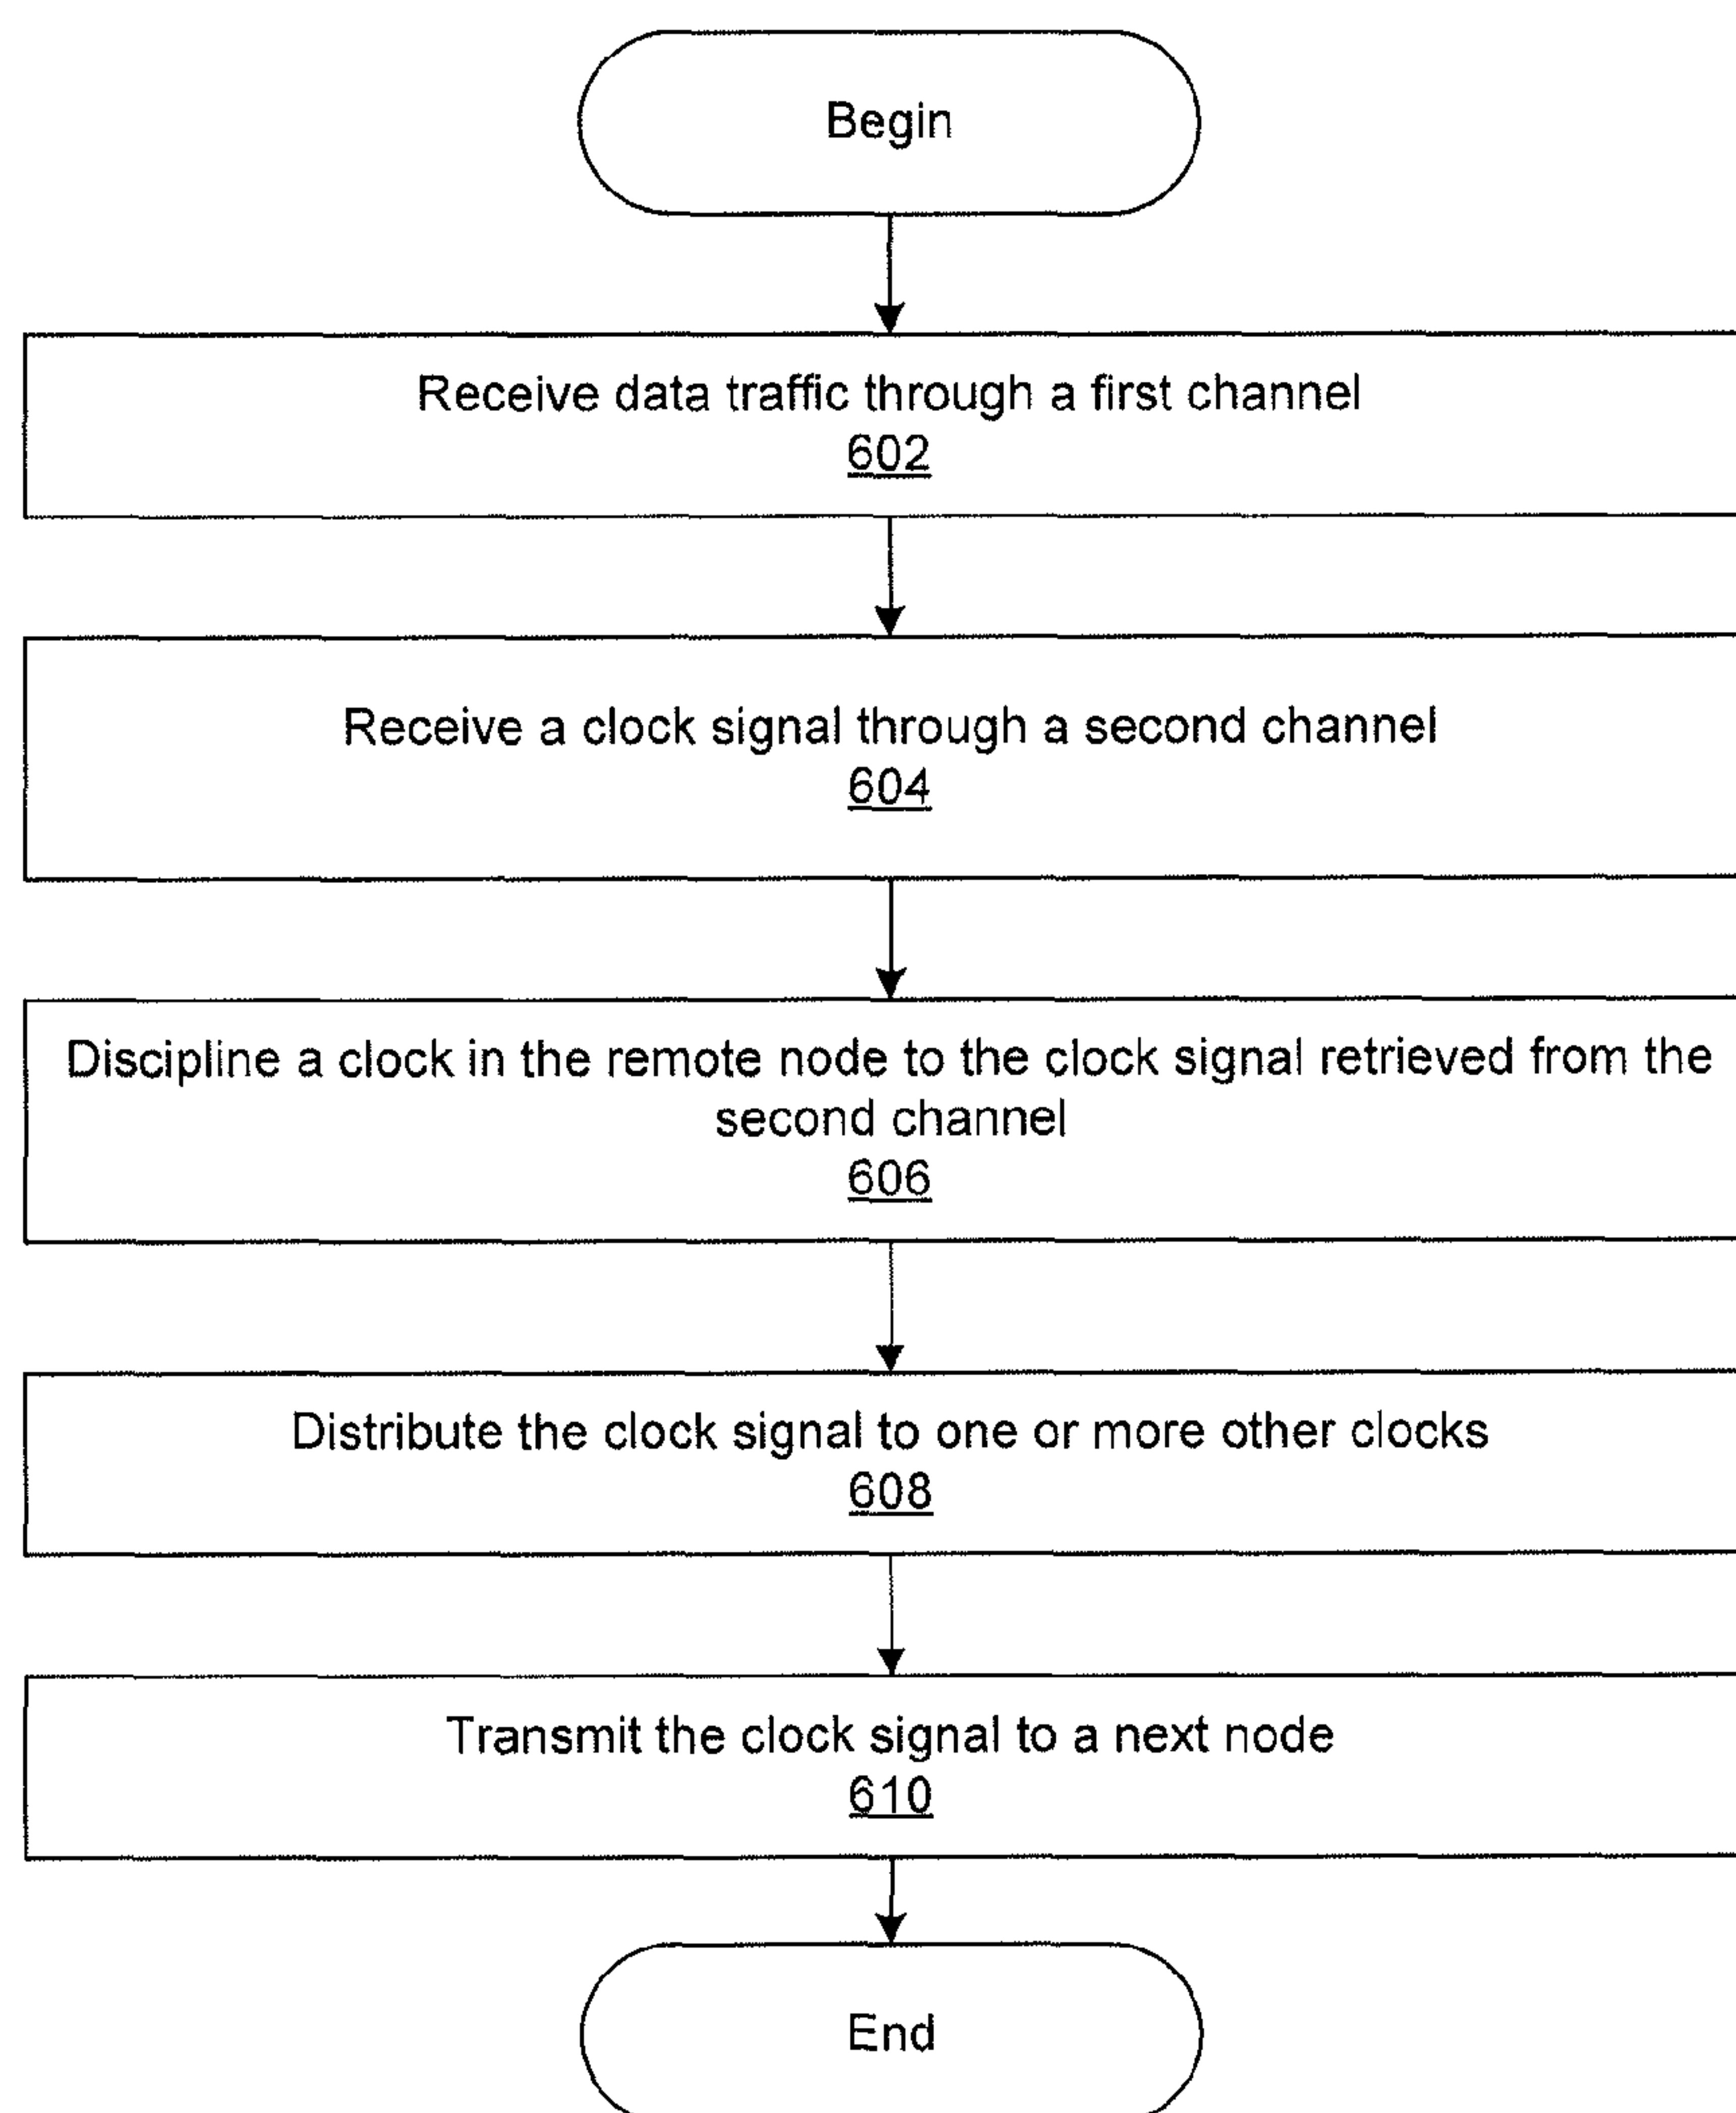 Begin
Receive data traffic through a first channel
602
Receive a clock signal through a second channel
604
Discipline a clock in the remote node to the clock signal retrieved from the
second channel
606
Distribute the clock signal to one or more other clocks
608
Transmit the clock signal to a next node
610
End